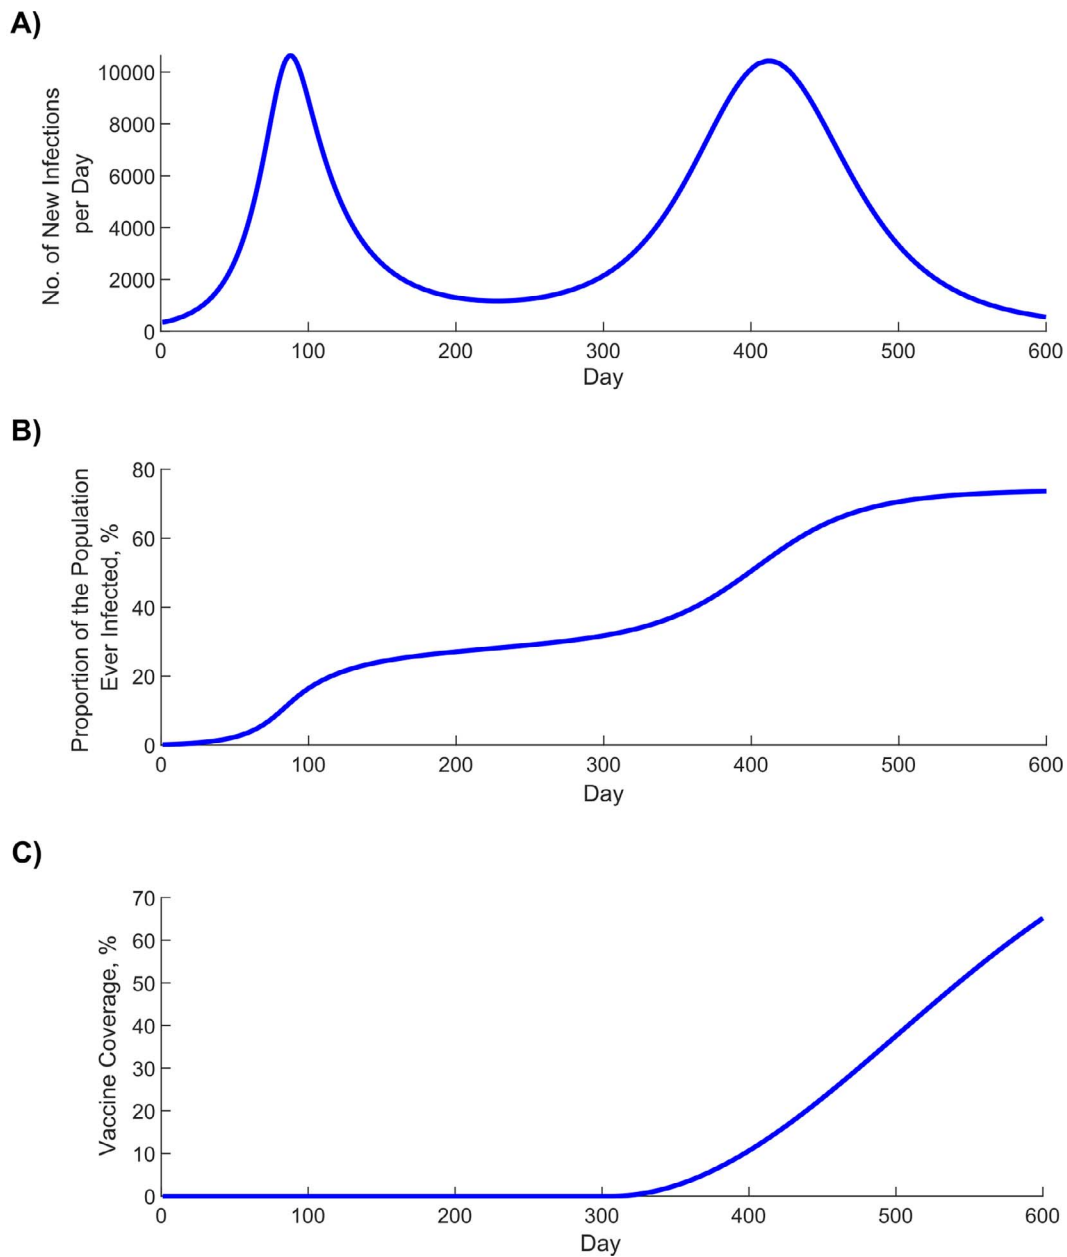 A)
No. of New Infections
per Day
10000
8000
6000
4000
2000
0
0 100 200 300 400 500 600
Day
B)
Proportion of the Population
Ever Infected, %
80
60
40
20
0
0 100 200 300 400 500 600
Day
C)
Vaccine Coverage, %
70
60
50
40
30
20
10
0
0 100 200 300 400 500 600
Day